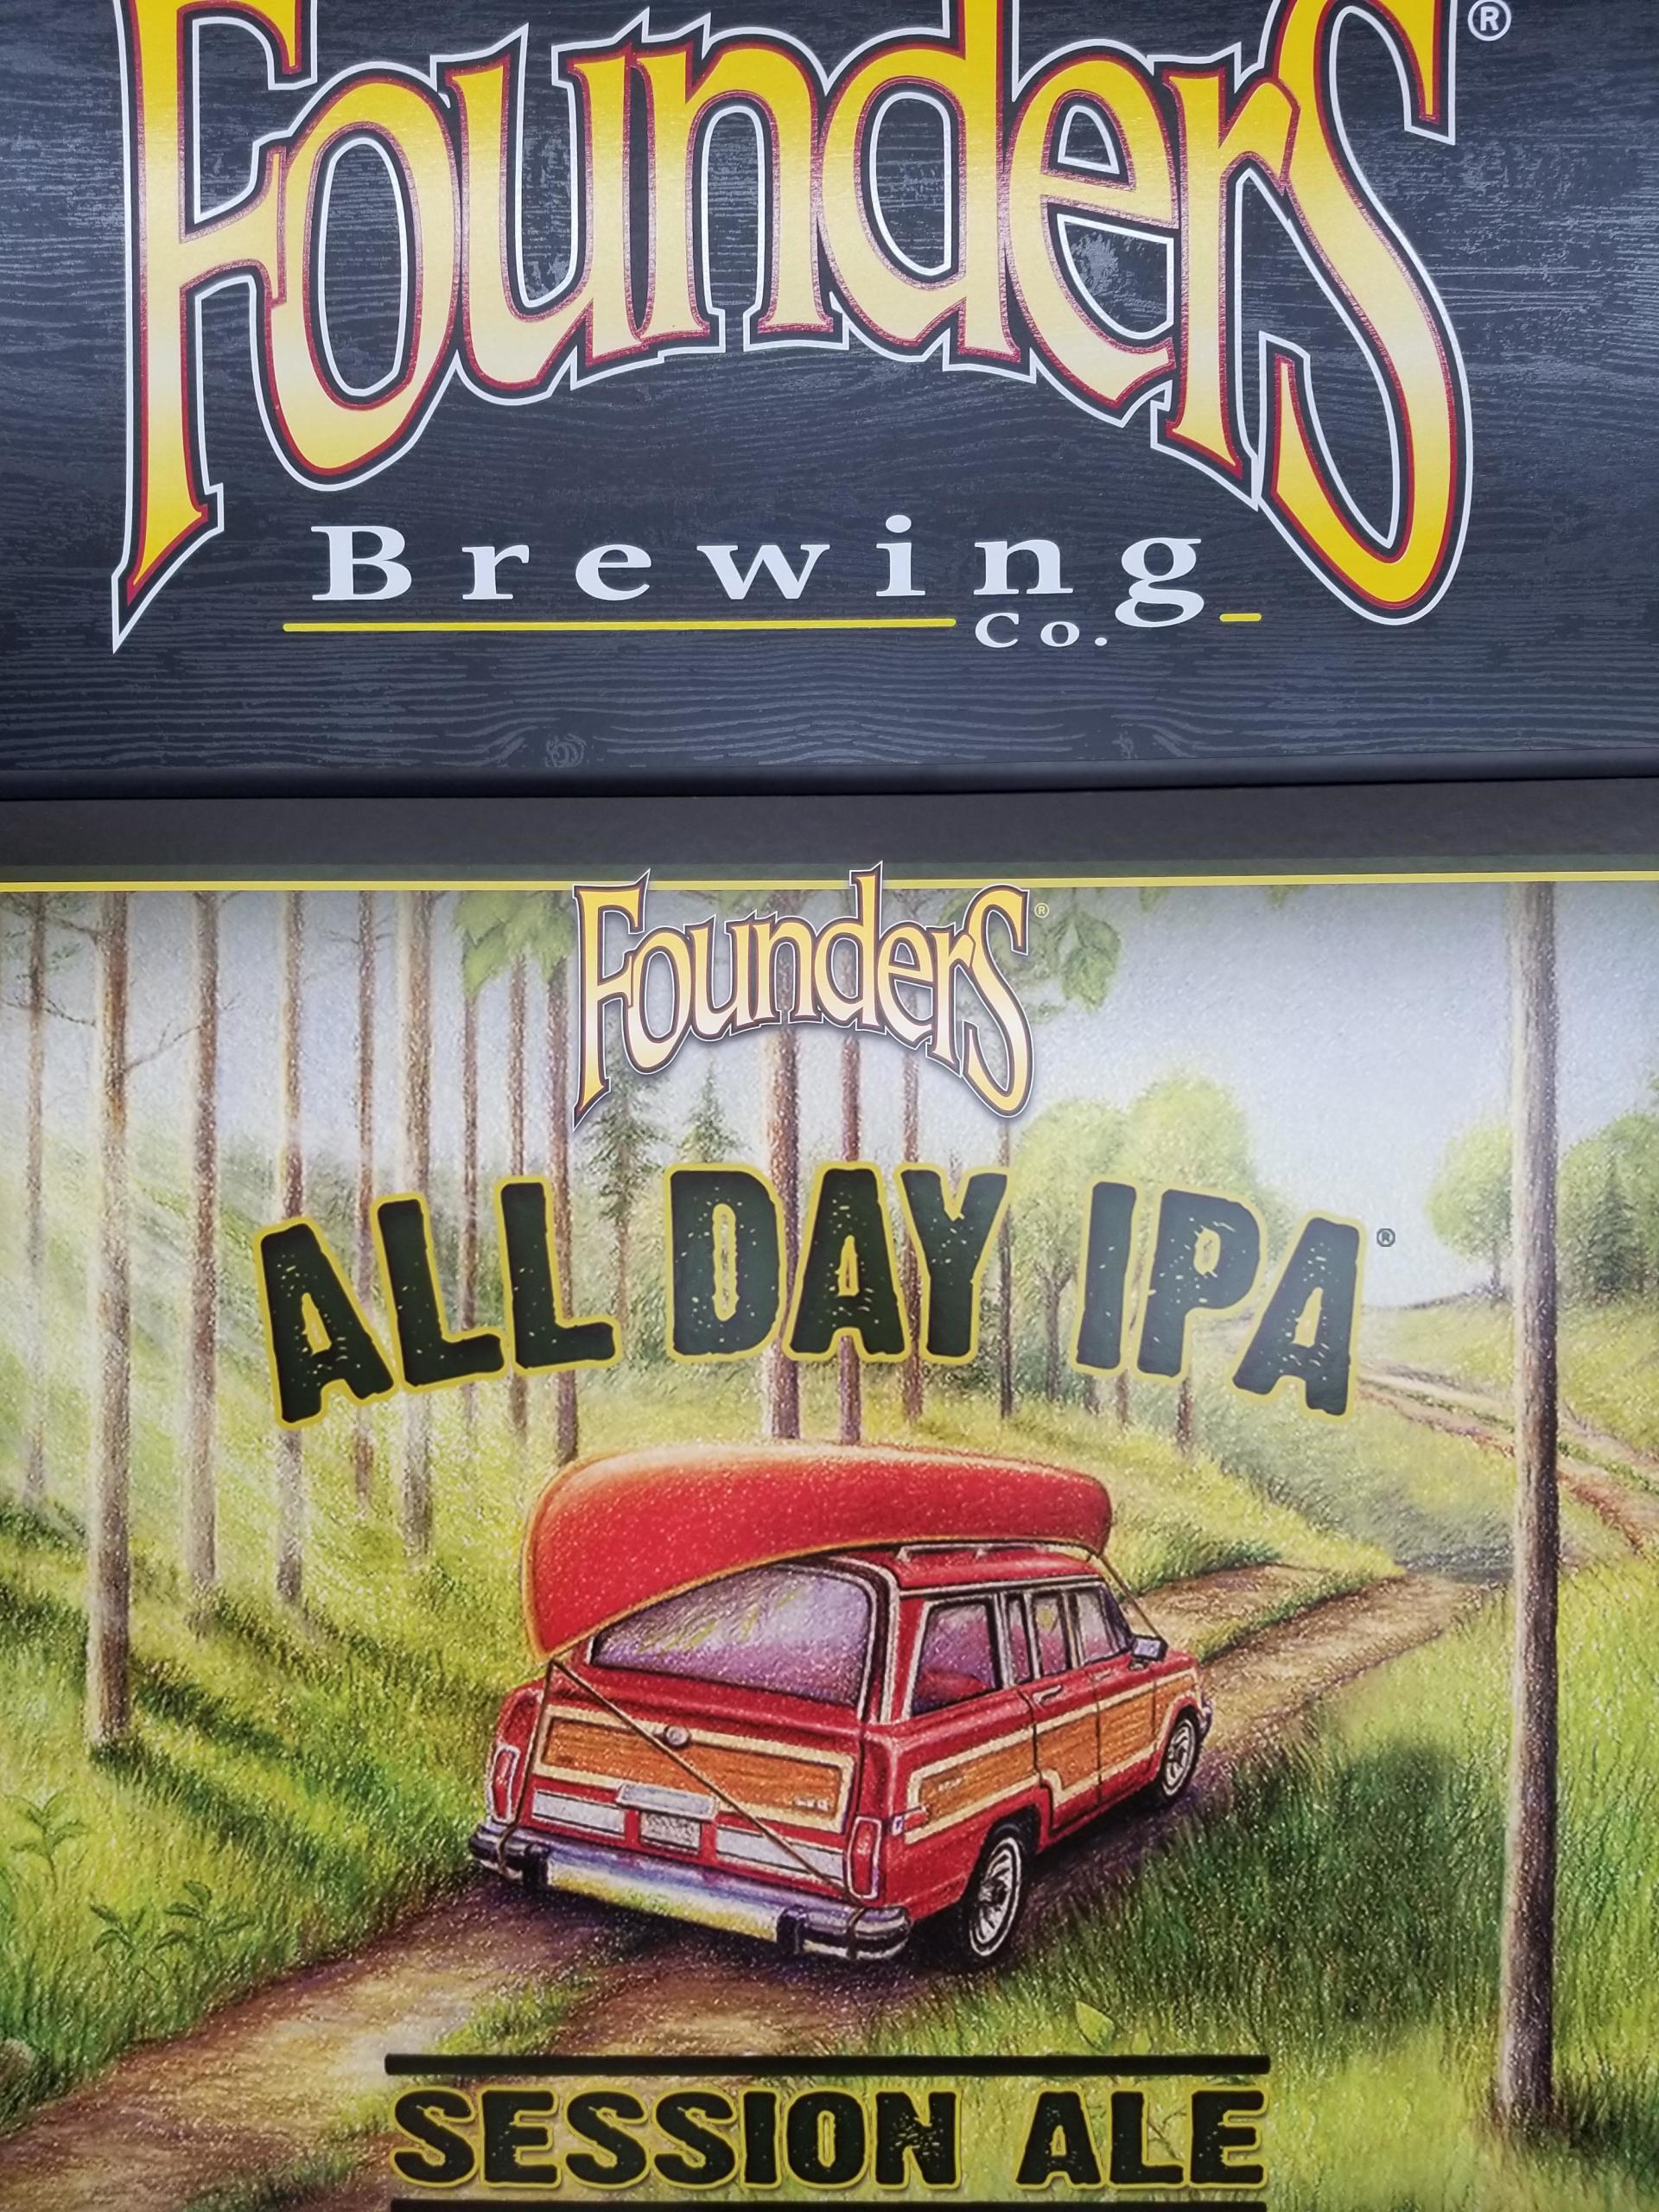 Founders®
Brewing
Co.
Founders®
ALL DAY IPA®
SESSION ALE